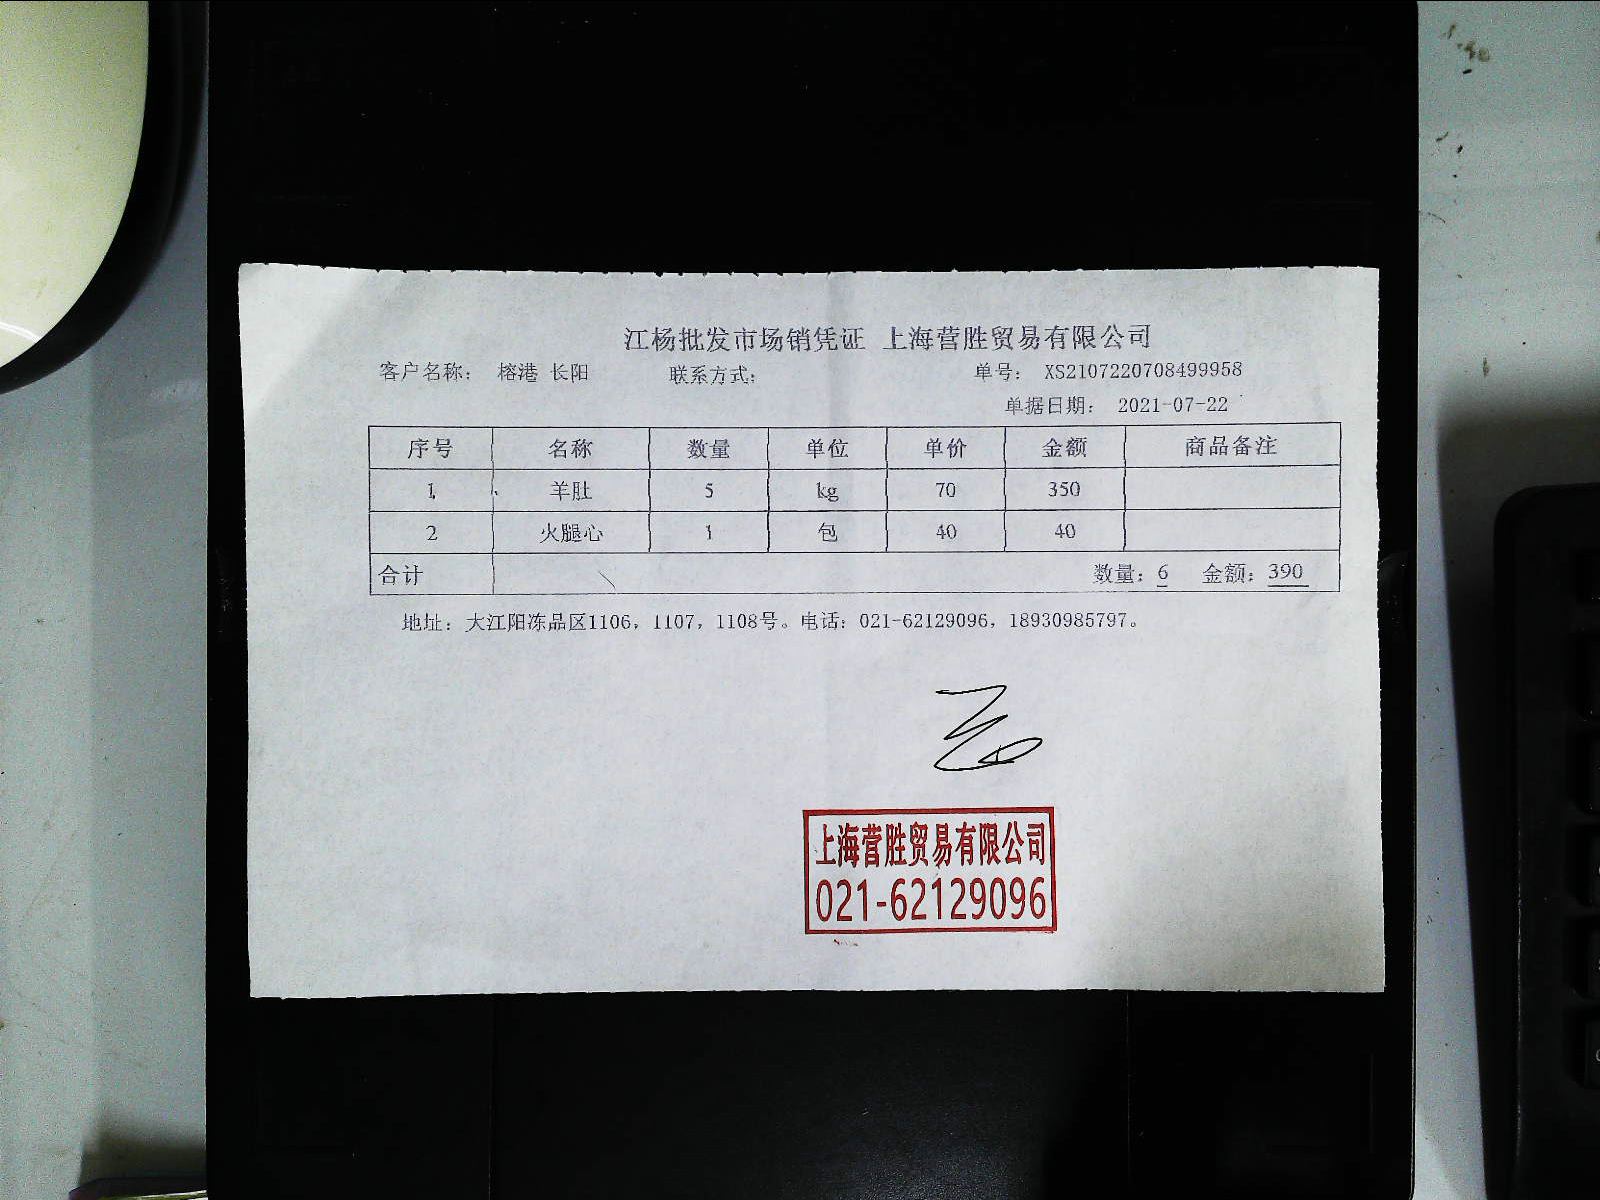 江杨批发市场销凭证 上海营胜贸易有限公司
客户名称： 榕港 长阳 联系方式： 单号： XS2107220708499958
单据日期： 2021-07-22
序号 名称 数量 单位 单价 金额 商品备注
1 羊肚 5 kg 70 350
2 火腿心 1 包 40 40
合计 数量：6 金额：390
地址：大江阳冻品区1106，1107，1108号。电话：021-62129096，18930985797。
上海营胜贸易有限公司
021-62129096